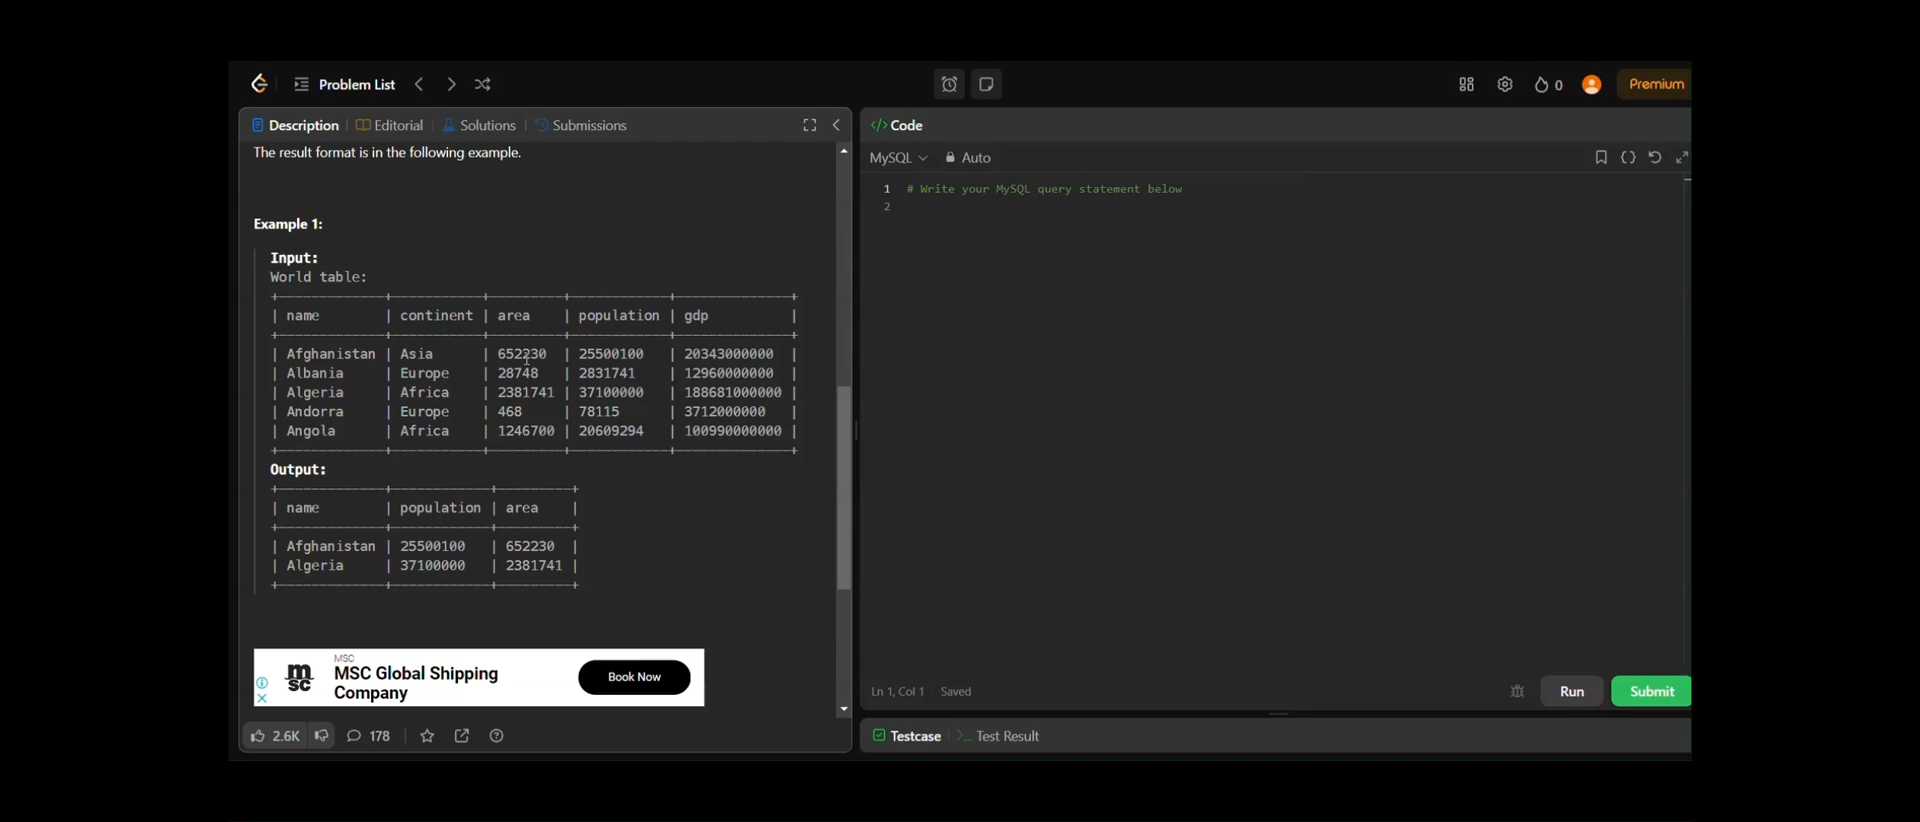 Problem List
0
Premium
Description
Editorial
Solutions
Submissions
The result format is in the following example.
Example 1:
Input:
World table:
+-------------+-----------+---------+------------+--------------+
| name | continent | area | population | gdp |
+-------------+-----------+---------+------------+--------------+
| Afghanistan | Asia | 652230 | 25500100 | 20343000000 |
| Albania | Europe | 28748 | 2831741 | 12960000000 |
| Algeria | Africa | 2381741 | 37100000 | 188681000000 |
| Andorra | Europe | 468 | 78115 | 3712000000 |
| Angola | Africa | 1246700 | 20609294 | 100990000000 |
+-------------+-----------+---------+------------+--------------+
Output:
+-------------+------------+---------+
| name | population | area |
+-------------+------------+---------+
| Afghanistan | 25500100 | 652230 |
| Algeria | 37100000 | 2381741 |
+-------------+------------+---------+
msc
MSC
MSC Global Shipping
Company
Book Now
2.6K
178
</> Code
MySQL
Auto
1 # Write your MySQL query statement below
2
Ln 1, Col 1 Saved
Run
Submit
Testcase
>_ Test Result